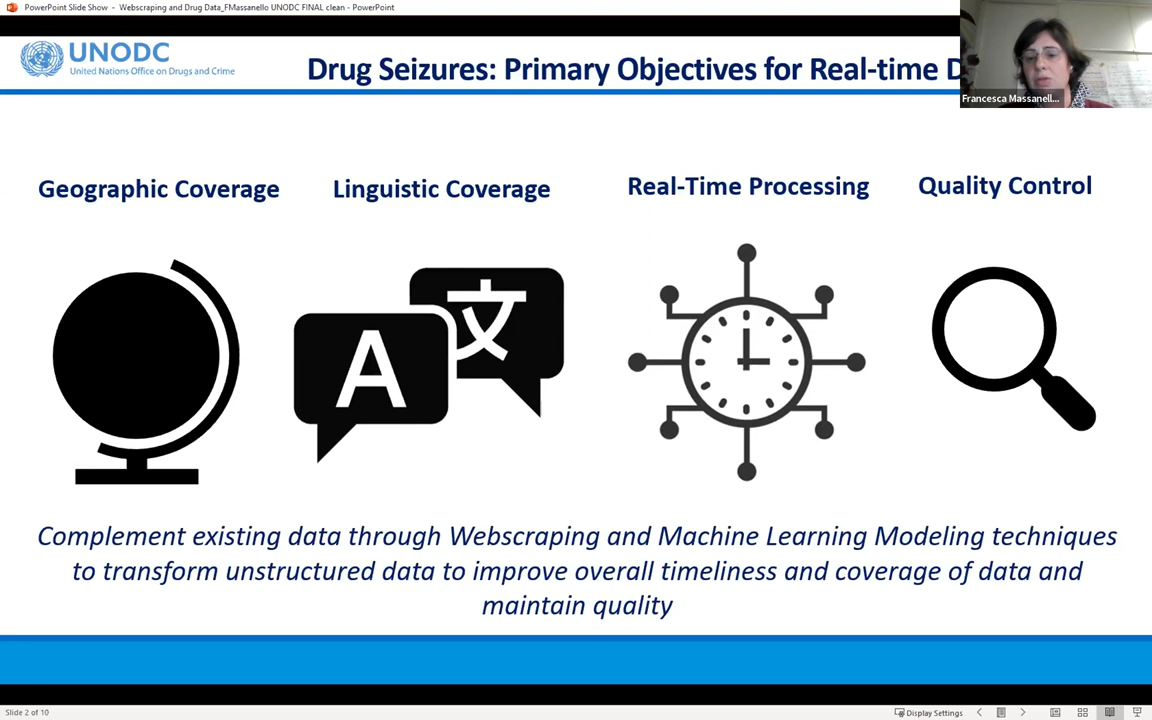 PowerPoint Slide Show - Webscraping and Drug Data_FMassanello UNODC FINAL clean - PowerPoint
UNODC
United Nations Office on Drugs and Crime
Drug Seizures: Primary Objectives for Real-time D
Francesca Massanell...
Geographic Coverage
Linguistic Coverage
Real-Time Processing
Quality Control
A
文
Complement existing data through Webscraping and Machine Learning Modeling techniques
to transform unstructured data to improve overall timeliness and coverage of data and
maintain quality
Slide 2 of 10
Display Settings